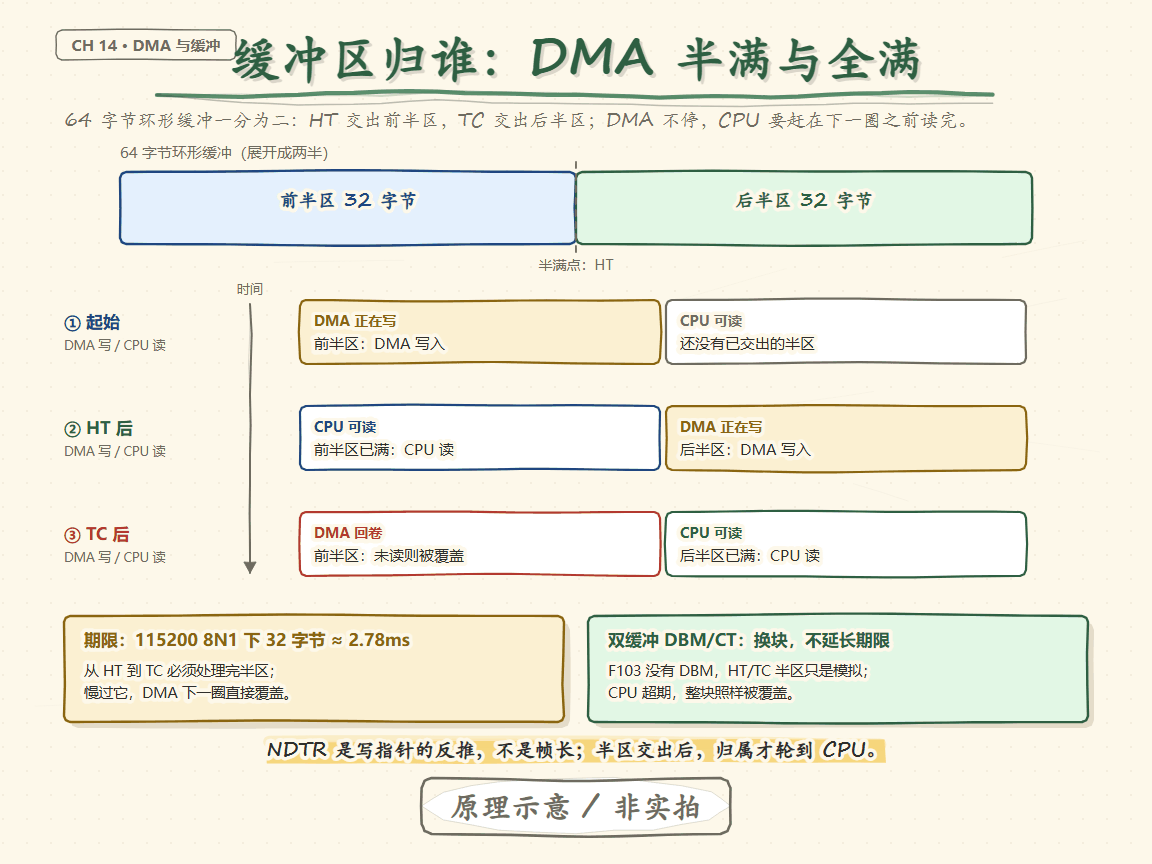 CH 14 • DMA 与缓冲
缓冲区归谁：DMA 半满与全满
64 字节环形缓冲一分为二：HT 交出前半区，TC 交出后半区；DMA 不停，CPU 要赶在下一圈之前读完。
64 字节环形缓冲（展开成两半）
前半区 32 字节
后半区 32 字节
半满点：HT
时间
① 起始
DMA 写 / CPU 读
DMA 正在写
前半区：DMA 写入
CPU 可读
还没有已交出的半区
② HT 后
DMA 写 / CPU 读
CPU 可读
前半区已满：CPU 读
DMA 正在写
后半区：DMA 写入
③ TC 后
DMA 写 / CPU 读
DMA 回卷
前半区：未读则被覆盖
CPU 可读
后半区已满：CPU 读
期限：115200 8N1 下 32 字节 ≈ 2.78ms
从 HT 到 TC 必须处理完半区；
慢过它，DMA 下一圈直接覆盖。
双缓冲 DBM/CT：换块，不延长期限
F103 没有 DBM，HT/TC 半区只是模拟；
CPU 超期，整块照样被覆盖。
NDTR 是写指针的反推，不是帧长；半区交出后，归属才轮到 CPU。
原理示意 / 非实拍